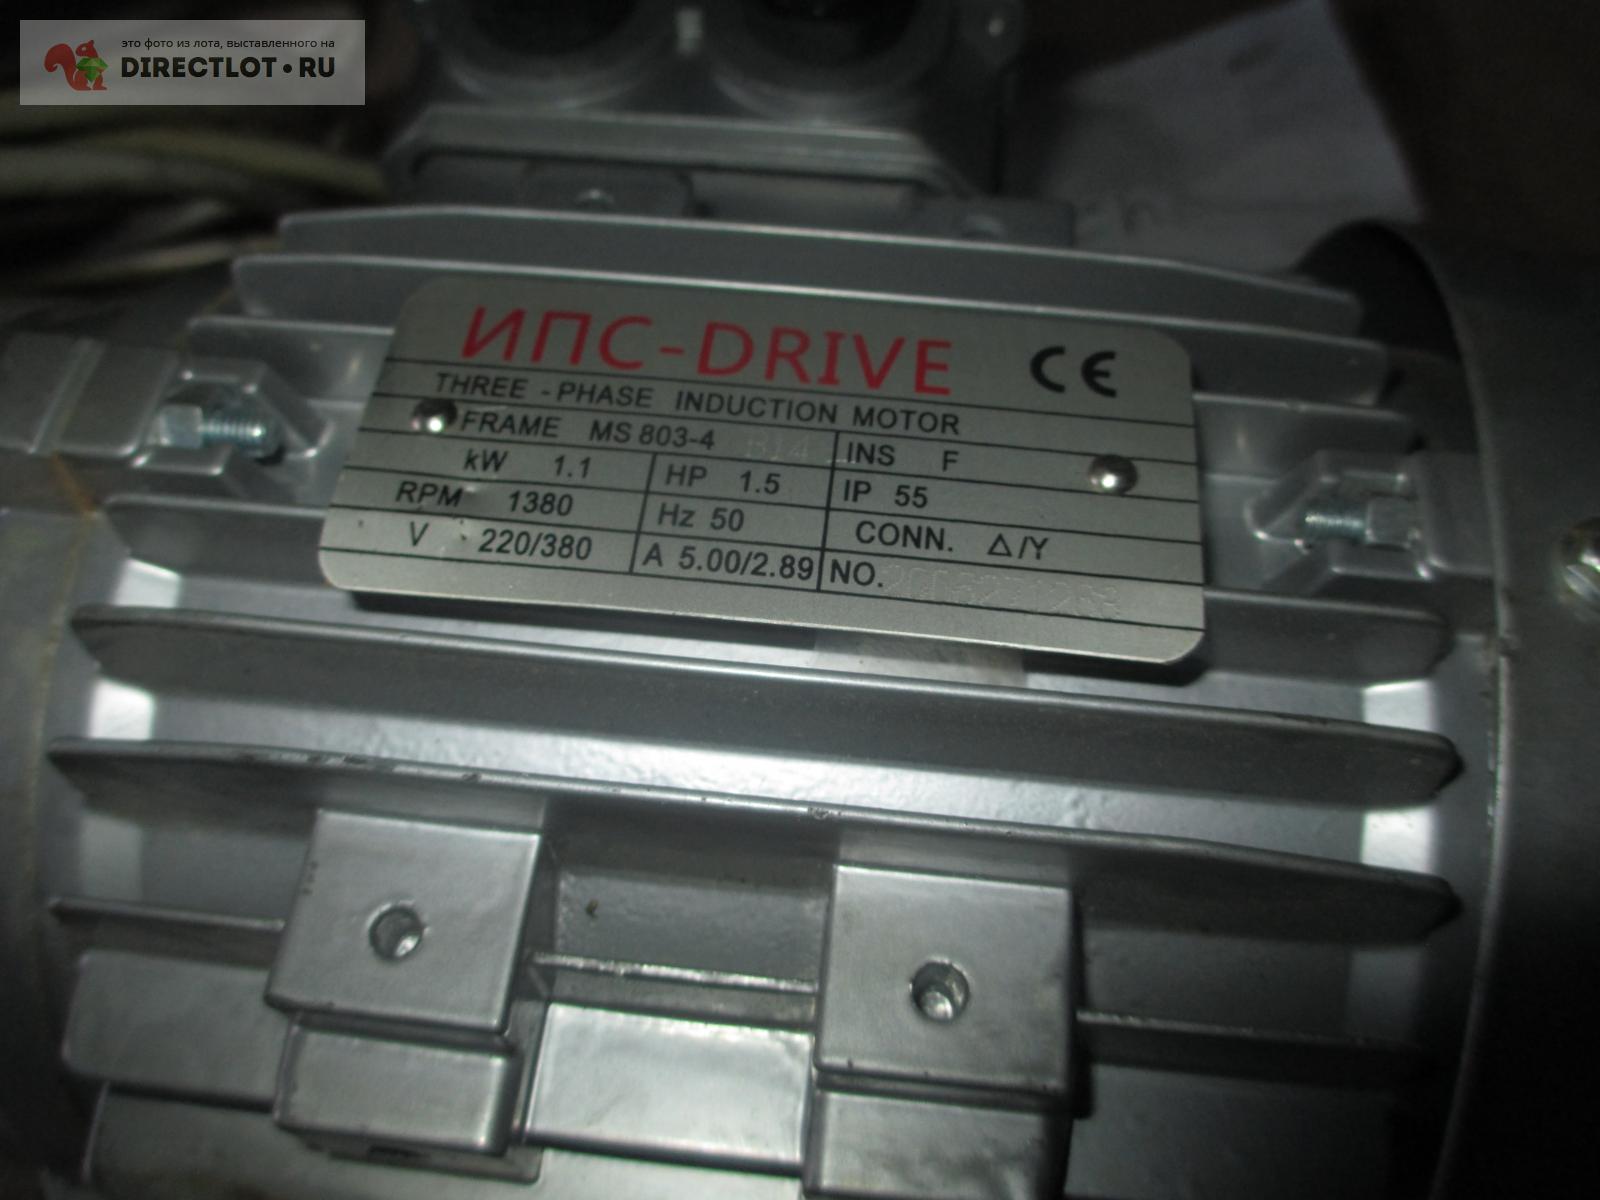 это фото из лота, выставленного на
DIRECTLOT•RU
ИПС-DRIVE CE
THREE-PHASE INDUCTION MOTOR
FRAME MS 803-4 B14 INS F
kW 1.1 HP 1.5 IP 55
RPM 1380 Hz 50 CONN. Δ/Y
V 220/380 A 5.00/2.89 NO.